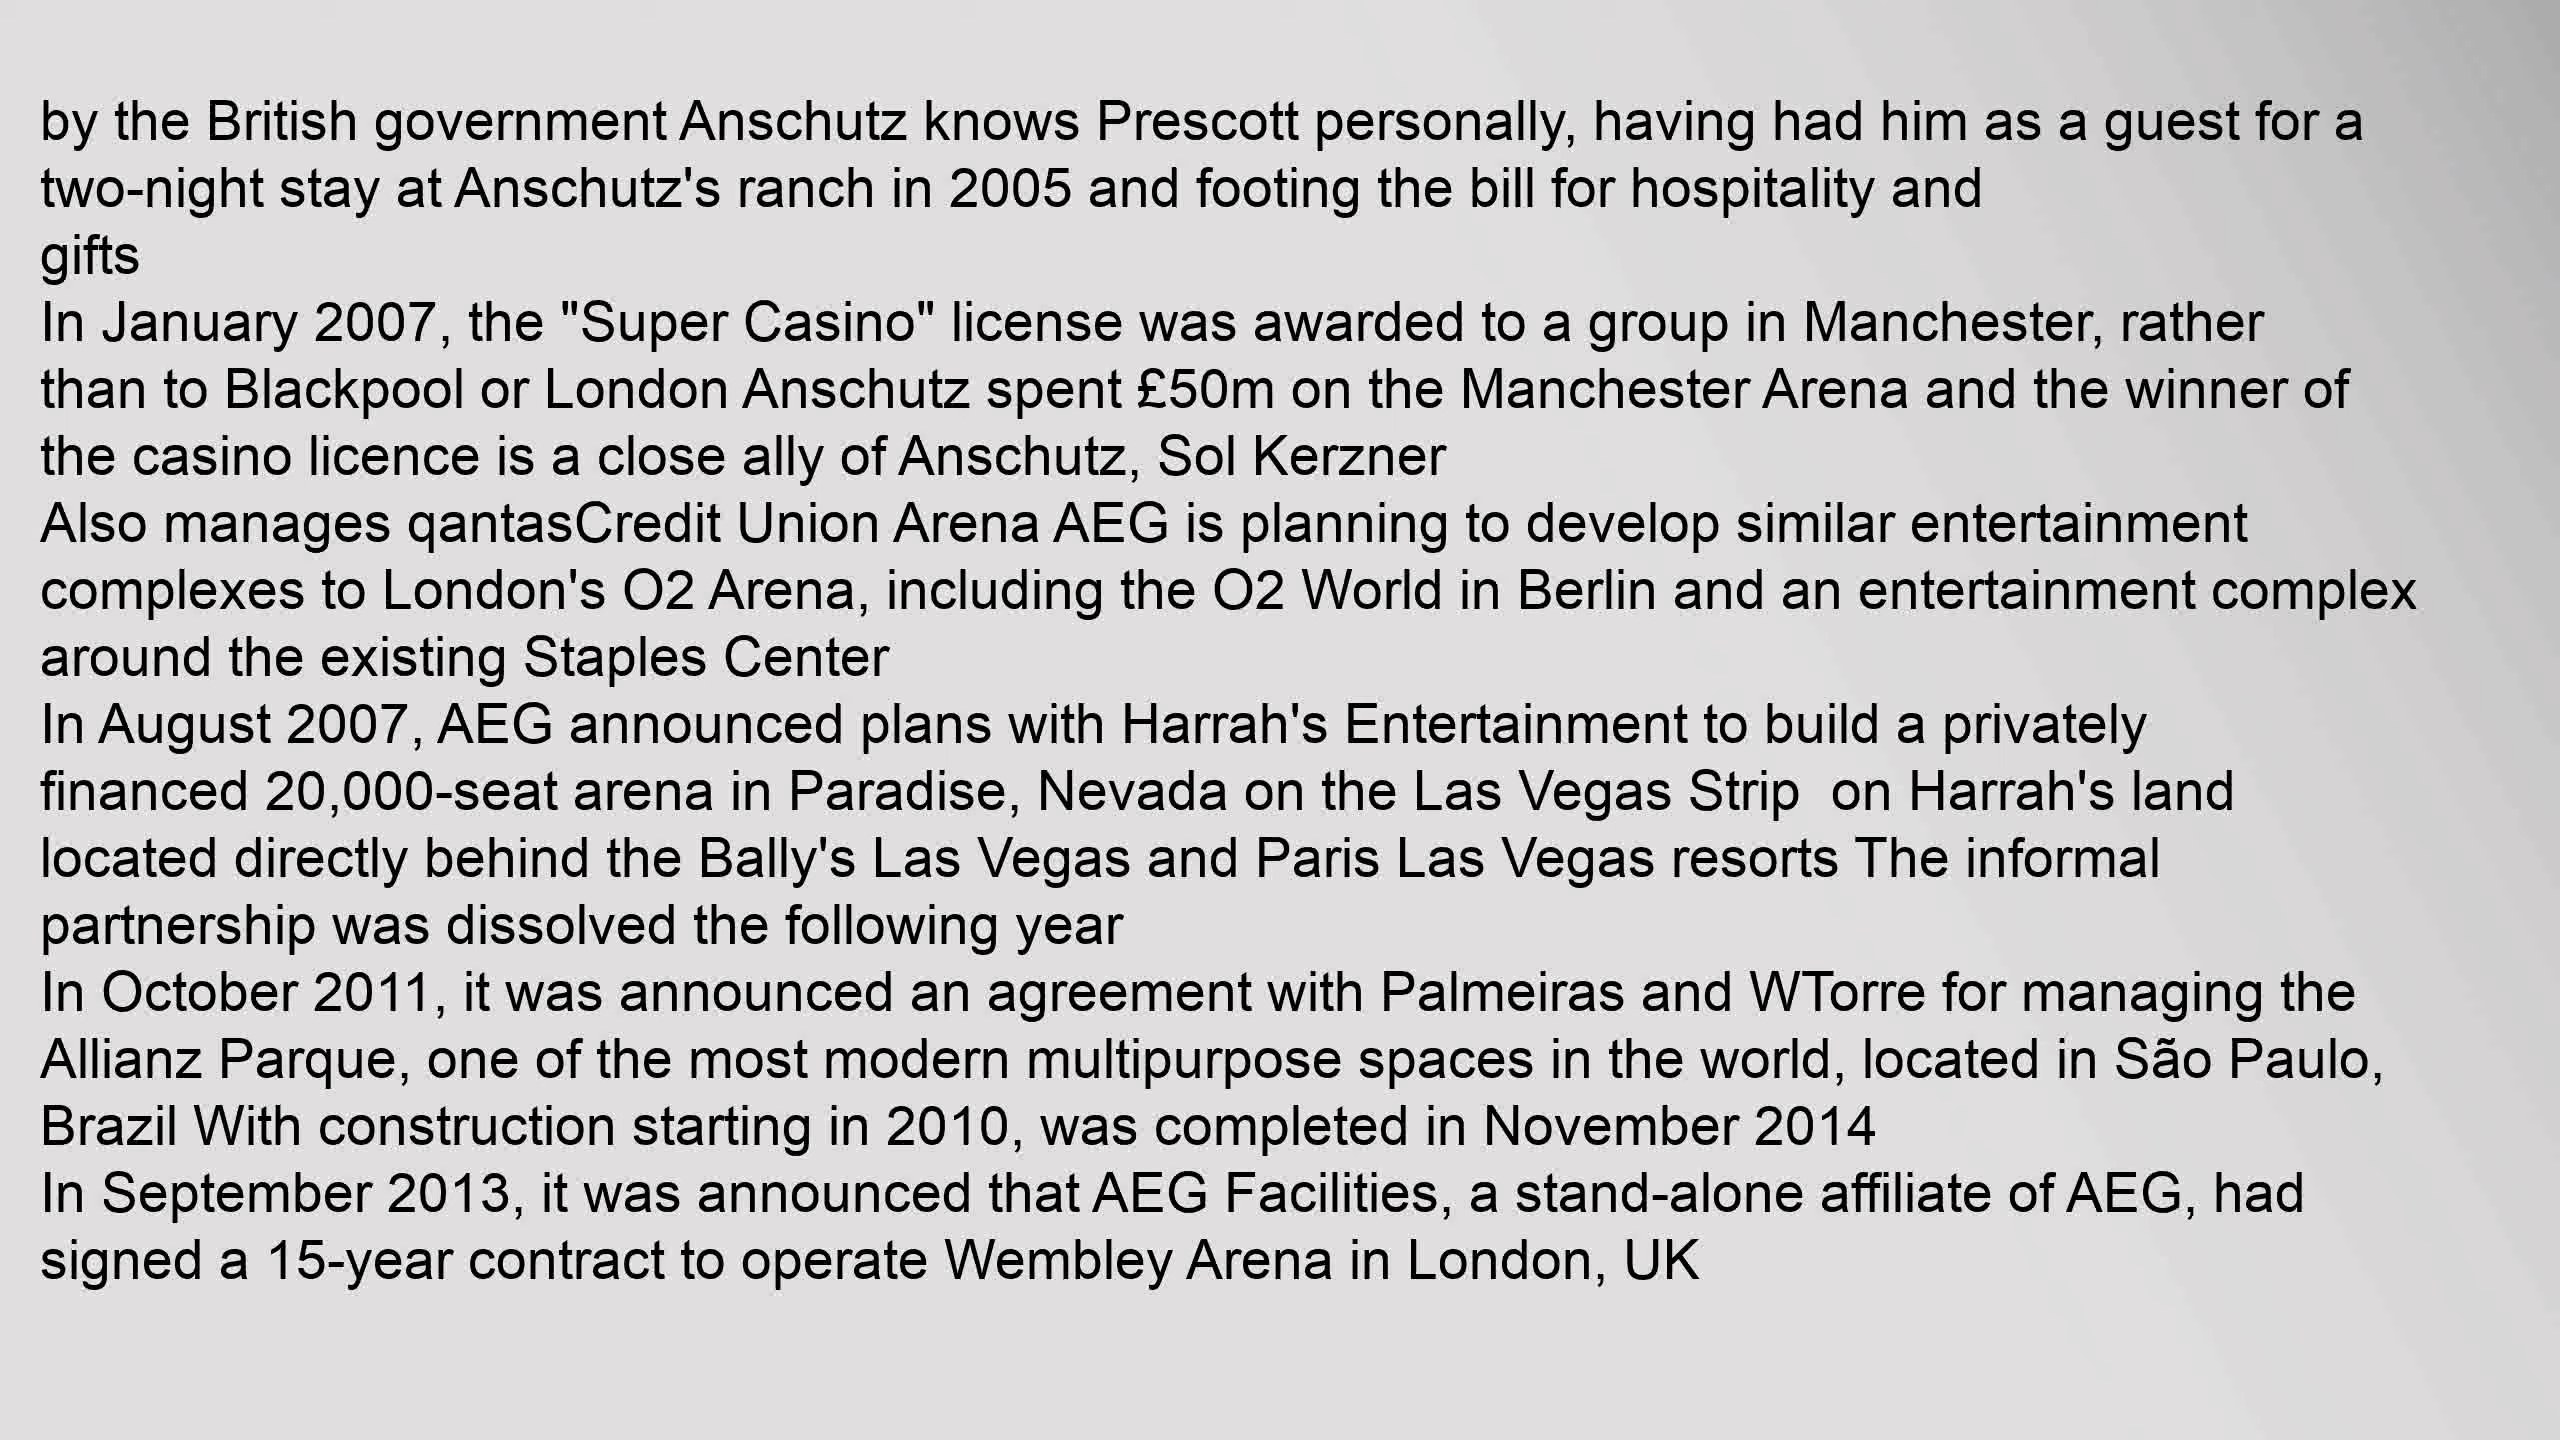 by the British government Anschutz knows Prescott personally, having had him as a guest for a
two-night stay at Anschutz's ranch in 2005 and footing the bill for hospitality and
gifts
In January 2007, the "Super Casino" license was awarded to a group in Manchester, rather
than to Blackpool or London Anschutz spent £50m on the Manchester Arena and the winner of
the casino licence is a close ally of Anschutz, Sol Kerzner
Also manages qantasCredit Union Arena AEG is planning to develop similar entertainment
complexes to London's O2 Arena, including the O2 World in Berlin and an entertainment complex
around the existing Staples Center
In August 2007, AEG announced plans with Harrah's Entertainment to build a privately
financed 20,000-seat arena in Paradise, Nevada on the Las Vegas Strip  on Harrah's land
located directly behind the Bally's Las Vegas and Paris Las Vegas resorts The informal
partnership was dissolved the following year
In October 2011, it was announced an agreement with Palmeiras and WTorre for managing the
Allianz Parque, one of the most modern multipurpose spaces in the world, located in São Paulo,
Brazil With construction starting in 2010, was completed in November 2014
In September 2013, it was announced that AEG Facilities, a stand-alone affiliate of AEG, had
signed a 15-year contract to operate Wembley Arena in London, UK